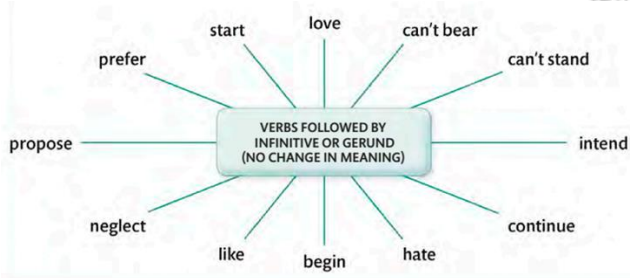 love
start
can't bear
prefer
can't stand
VERBS FOLLOWED BY
INFINITIVE OR GERUND
(NO CHANGE IN MEANING)
propose
intend
neglect
continue
like
hate
begin